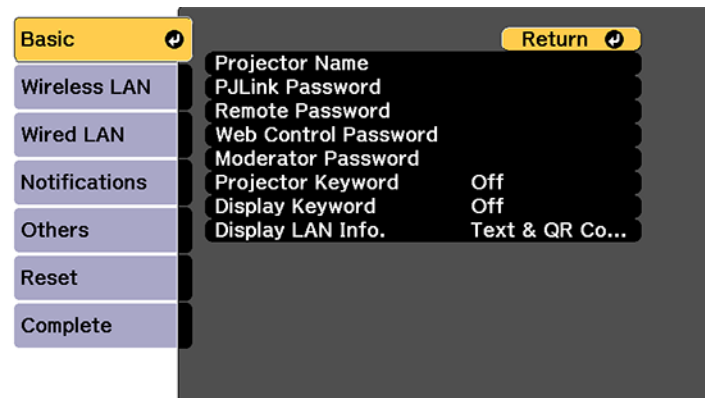 Basic
Wireless LAN
Wired LAN
Notifications
Others
Reset
Complete
Return
Projector Name
PJLink Password
Remote Password
Web Control Password
Moderator Password
Projector Keyword Off
Display Keyword Off
Display LAN Info. Text & QR Co...